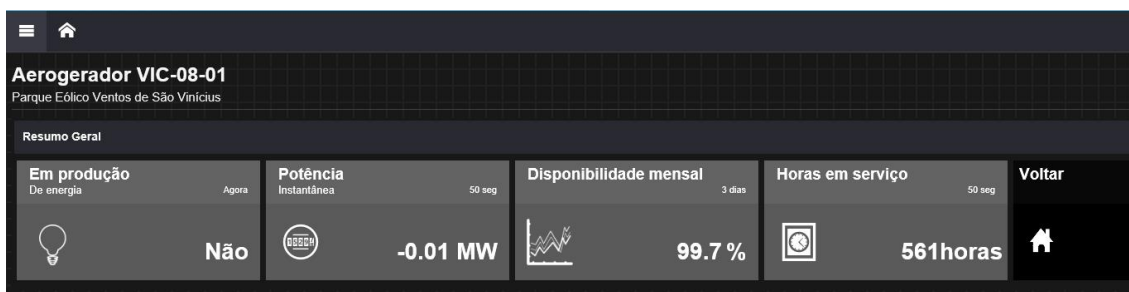 Aerogerador VIC-08-01
Parque Eólico Ventos de São Vinícius
Resumo Geral
Em produção
De energia
Agora
Não
Potência
Instantânea
50 seg
-0.01 MW
Disponibilidade mensal
3 dias
99.7 %
Horas em serviço
50 seg
561horas
Voltar